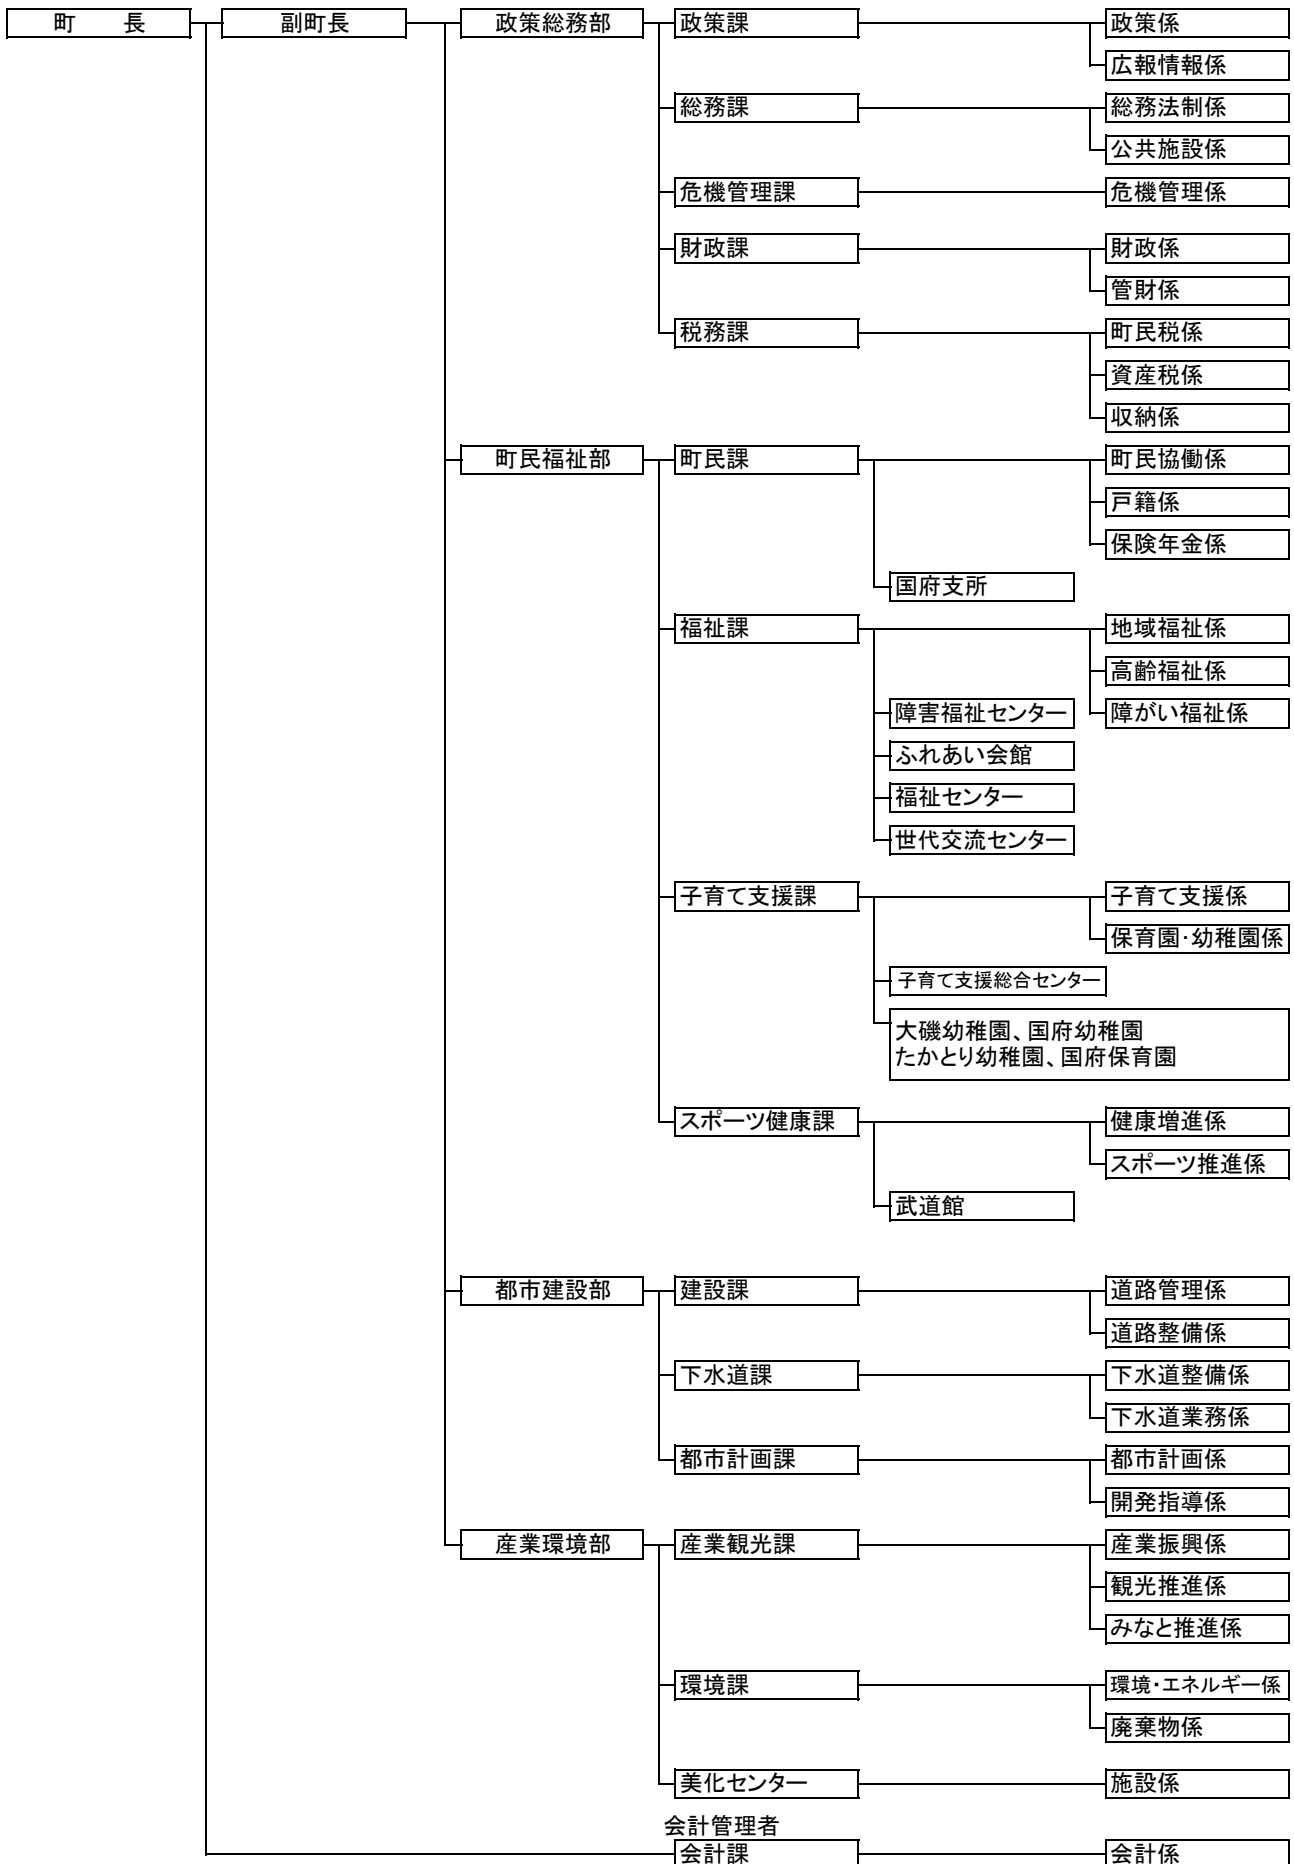 町　　長
副町長
政策総務部
政策課
政策係
広報情報係
総務課
総務法制係
公共施設係
危機管理課
危機管理係
財政課
財政係
管財係
税務課
町民税係
資産税係
収納係
町民福祉部
町民課
町民協働係
戸籍係
保険年金係
国府支所
福祉課
地域福祉係
高齢福祉係
障害福祉センター
障がい福祉係
ふれあい会館
福祉センター
世代交流センター
子育て支援課
子育て支援係
保育園・幼稚園係
子育て支援総合センター
大磯幼稚園、国府幼稚園
たかとり幼稚園、国府保育園
スポーツ健康課
健康増進係
スポーツ推進係
武道館
都市建設部
建設課
道路管理係
道路整備係
下水道課
下水道整備係
下水道業務係
都市計画課
都市計画係
開発指導係
産業環境部
産業観光課
産業振興係
観光推進係
みなと推進係
環境課
環境・エネルギー係
廃棄物係
美化センター
施設係
会計管理者
会計課
会計係